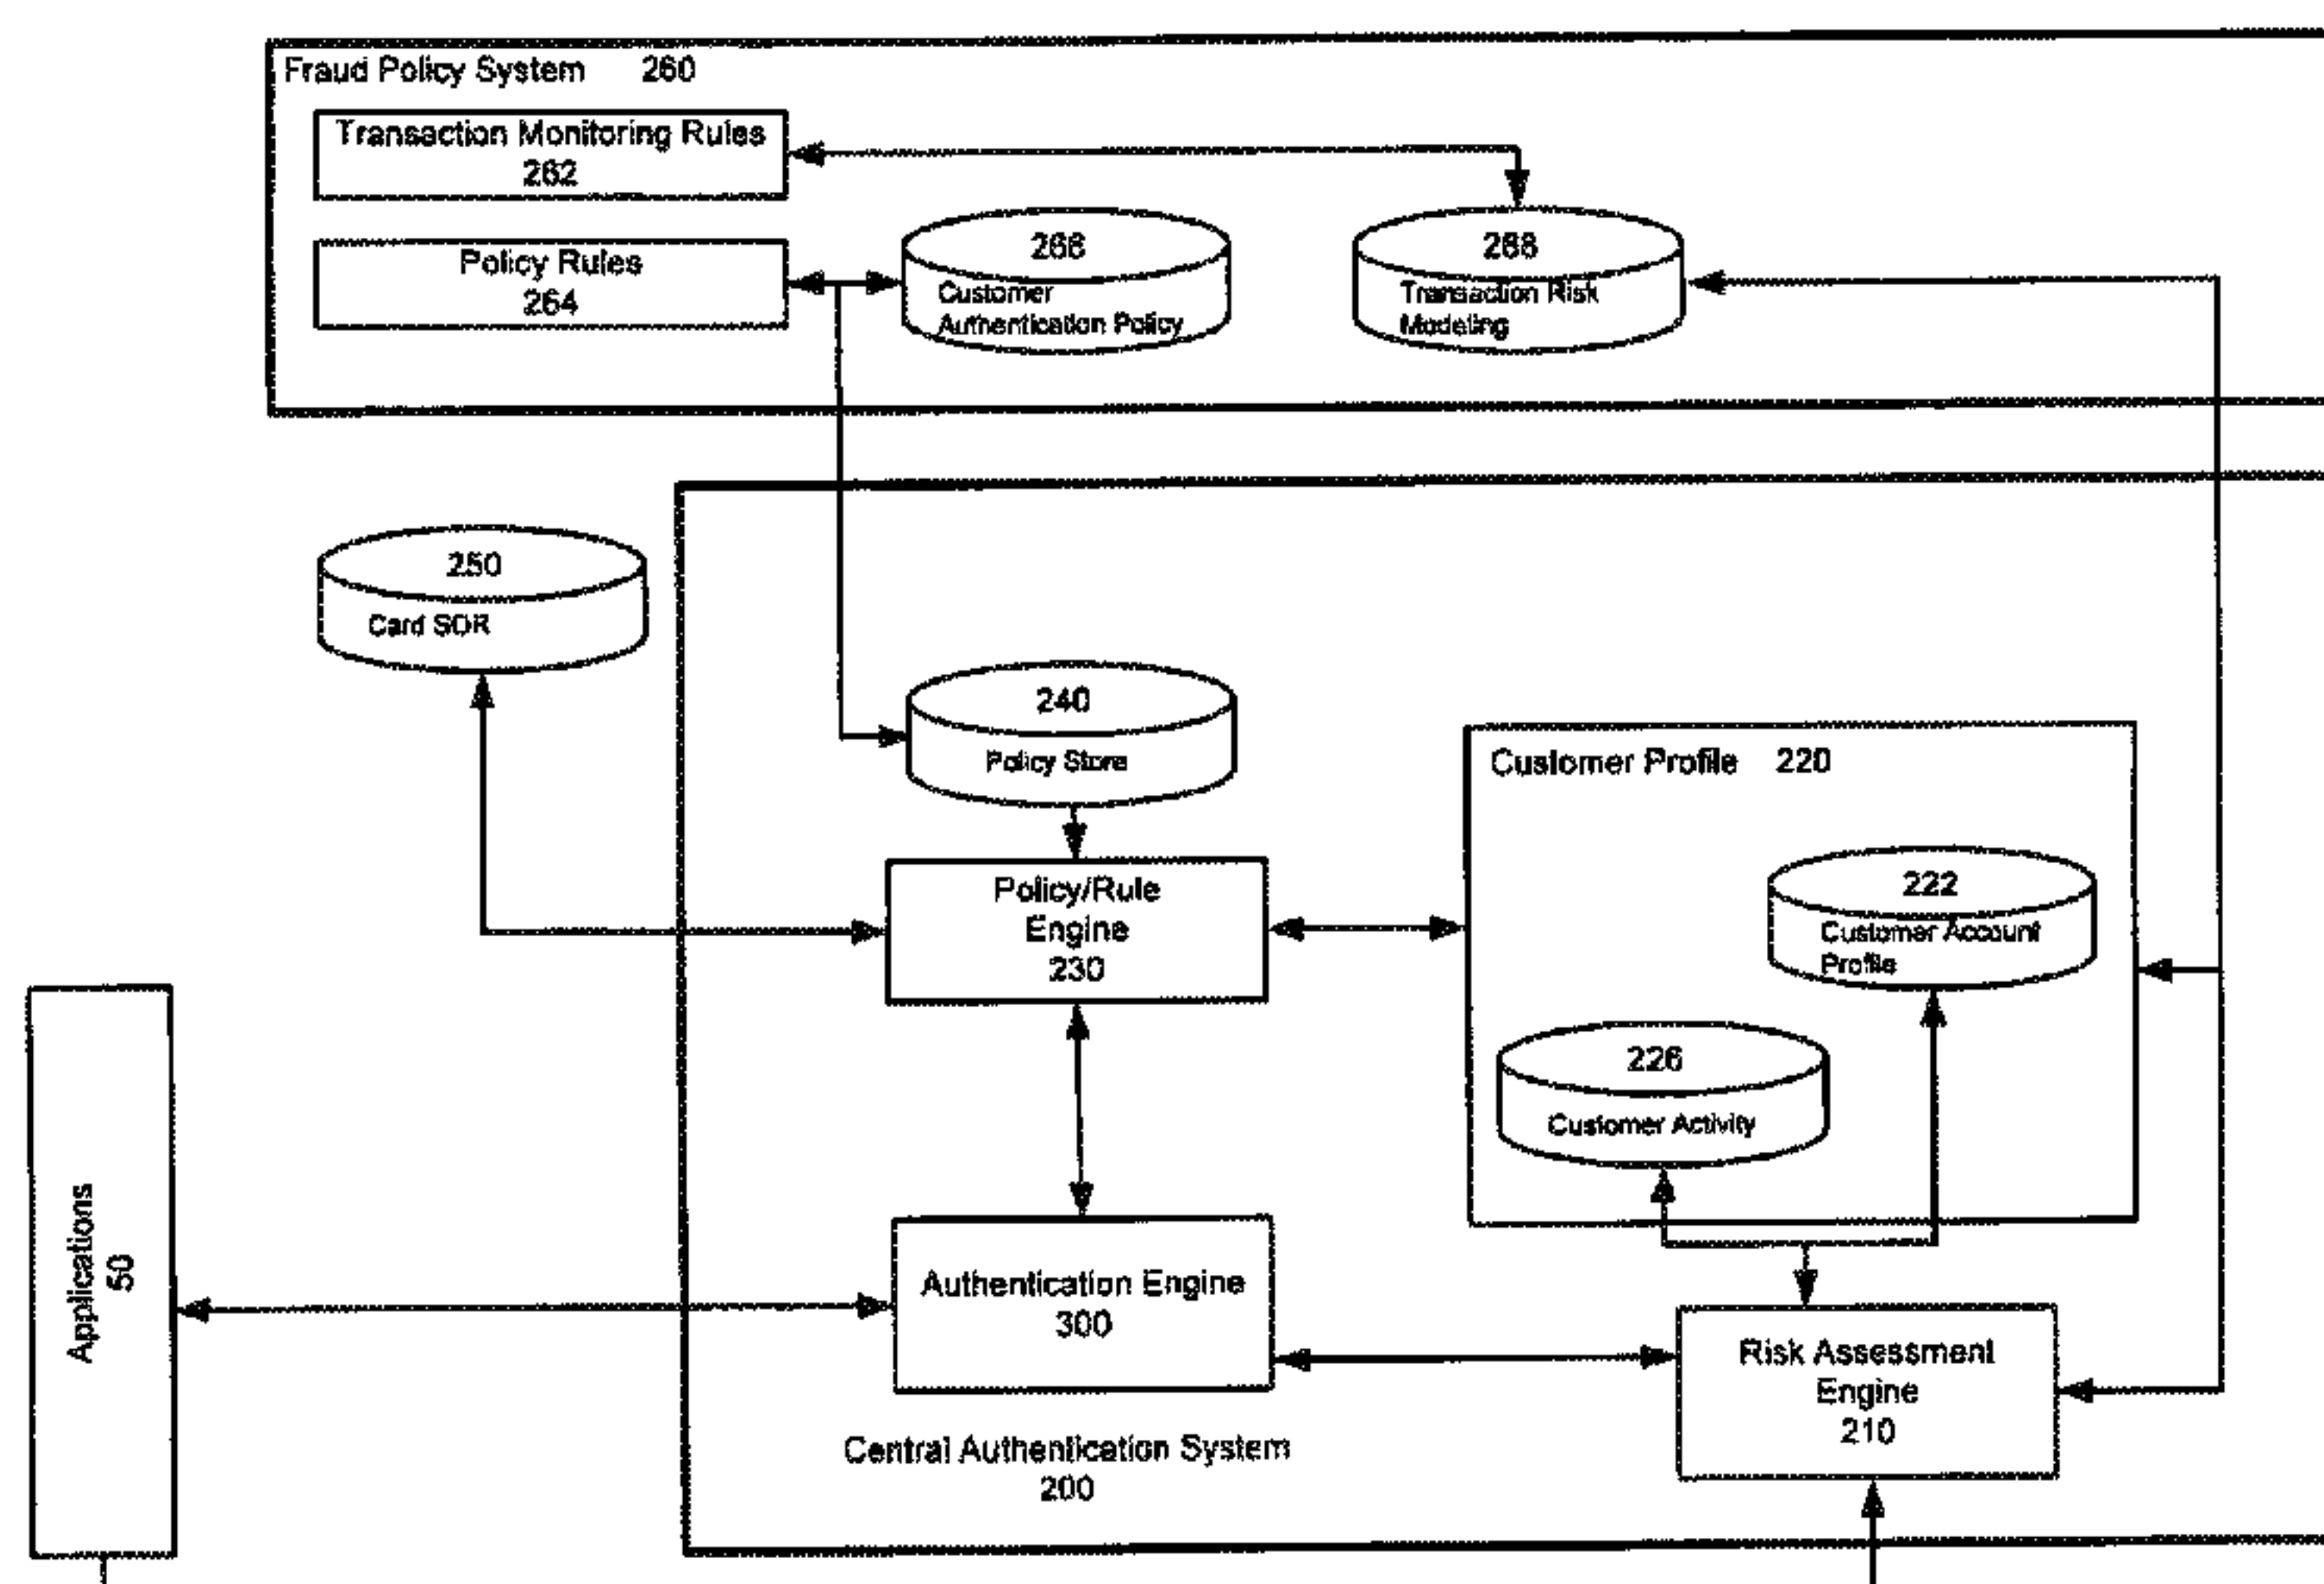 Fraud Policy System 260
Transaction Monitoring Rules
262
Policy Rules
264
266
Customer
Authentication Policy
268
Transaction Risk
Modeling
250
Card SOR
240
Policy Store
Customer Profile 220
Policy/Rule
Engine
230
222
Customer Account
Profile
226
Customer Activity
Applications
50
Authentication Engine
300
Risk Assessment
Engine
210
Central Authentication System
200